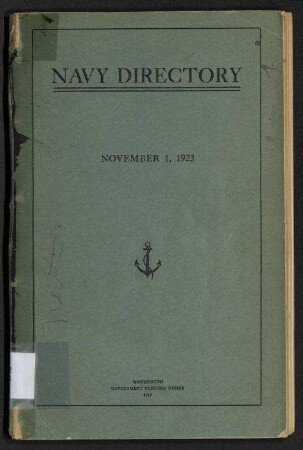 NAVY DIRECTORY
NOVEMBER 1, 1923
WASHINGTON
GOVERNMENT PRINTING OFFICE